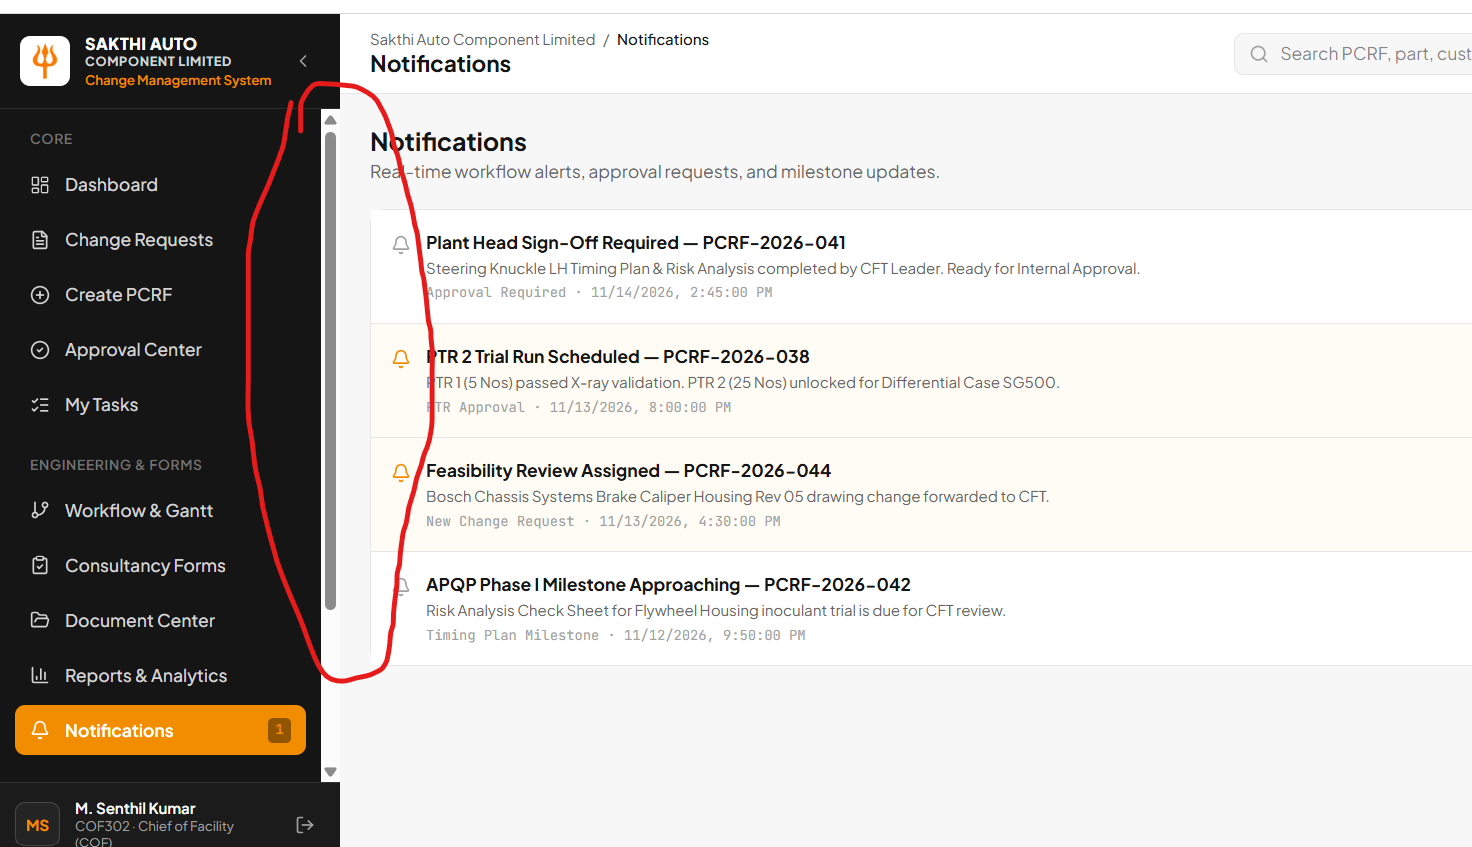 SAKTHI AUTO
COMPONENT LIMITED
Change Management System
Sakthi Auto Component Limited / Notifications
Notifications
Search PCRF, part, cust
CORE
Dashboard
Change Requests
Create PCRF
Approval Center
My Tasks
ENGINEERING & FORMS
Workflow & Gantt
Consultancy Forms
Document Center
Reports & Analytics
Notifications 1
MS
M. Senthil Kumar
COF302 · Chief of Facility
(COF)
Notifications
Real-time workflow alerts, approval requests, and milestone updates.
Plant Head Sign-Off Required — PCRF-2026-041
Steering Knuckle LH Timing Plan & Risk Analysis completed by CFT Leader. Ready for Internal Approval.
Approval Required · 11/14/2026, 2:45:00 PM
PTR 2 Trial Run Scheduled — PCRF-2026-038
PTR 1 (5 Nos) passed X-ray validation. PTR 2 (25 Nos) unlocked for Differential Case SG500.
PTR Approval · 11/13/2026, 8:00:00 PM
Feasibility Review Assigned — PCRF-2026-044
Bosch Chassis Systems Brake Caliper Housing Rev 05 drawing change forwarded to CFT.
New Change Request · 11/13/2026, 4:30:00 PM
APQP Phase I Milestone Approaching — PCRF-2026-042
Risk Analysis Check Sheet for Flywheel Housing inoculant trial is due for CFT review.
Timing Plan Milestone · 11/12/2026, 9:50:00 PM